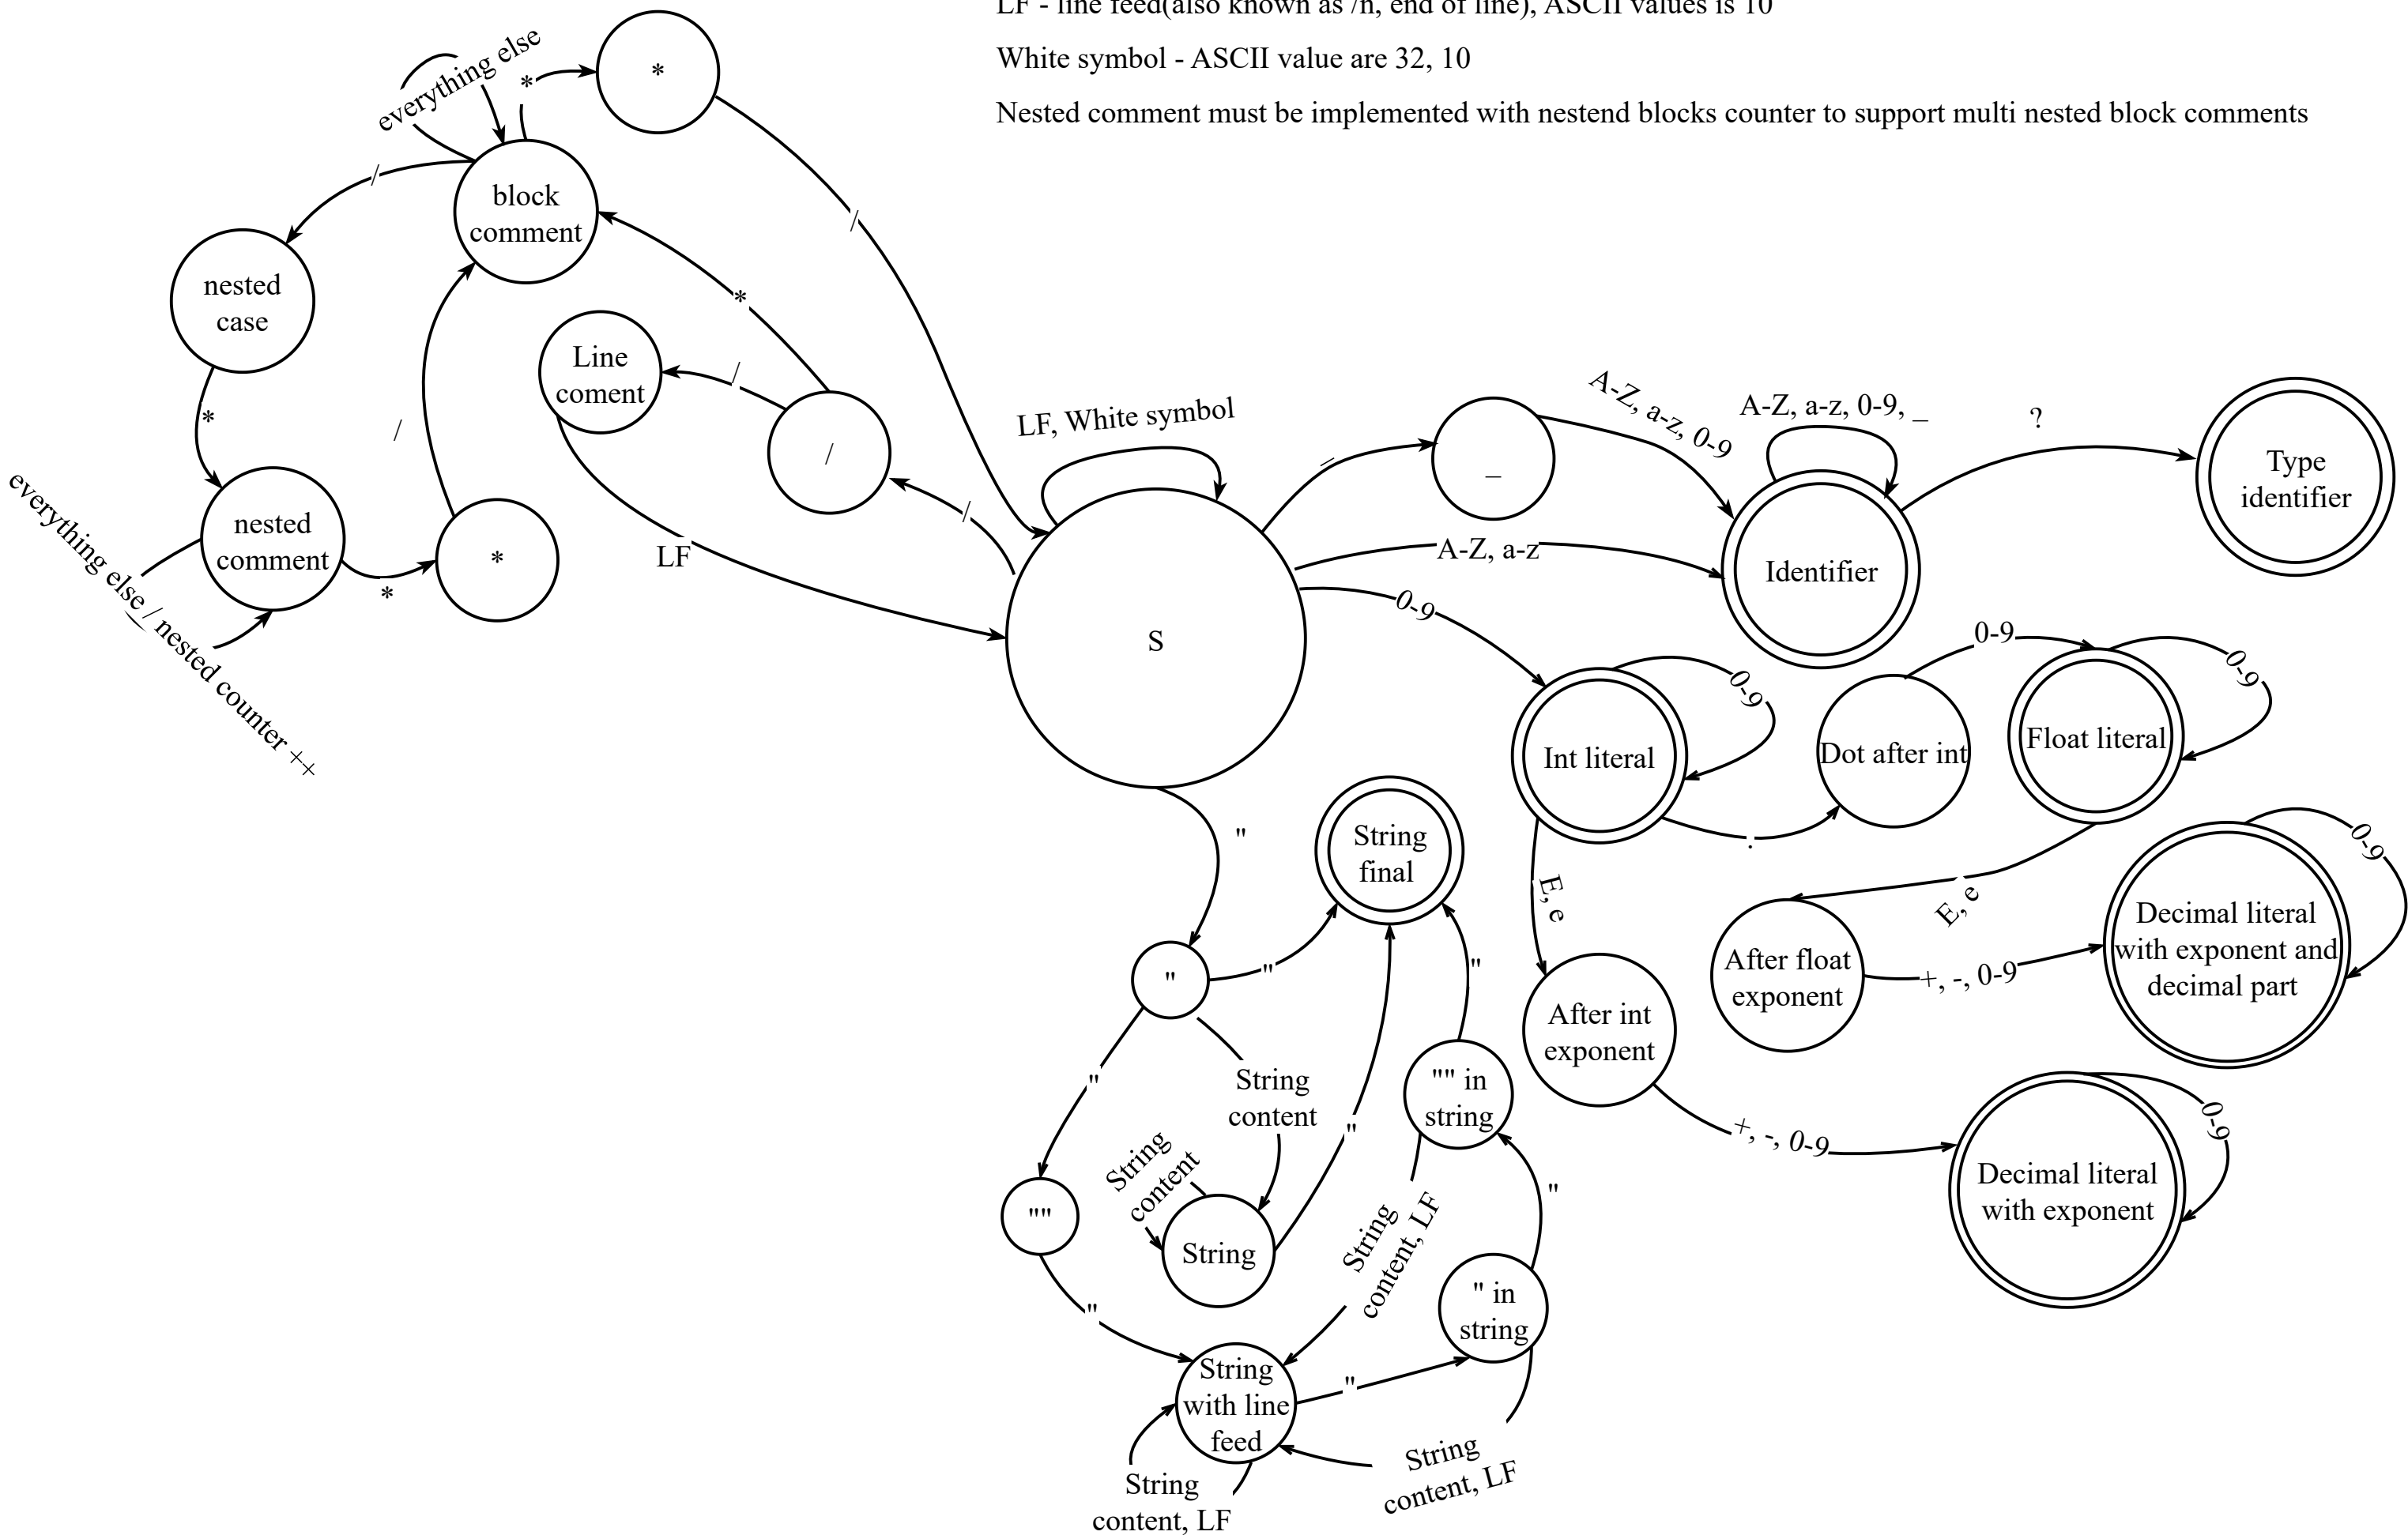 LF - line feed(also known as /n, end of line), ASCII values is 10
White symbol - ASCII value are 32, 10
Nested comment must be implemented with nestend blocks counter to support multi nested block comments
everything else
*
*
/
block
comment
/
nested
case
*
/
Line
coment
/
/
/
*
nested
comment
*
*
/
everything else / nested counter ++
LF
LF, White symbol
S
_
_
A-Z, a-z, 0-9
A-Z, a-z, 0-9, _
?
Type
identifier
A-Z, a-z
Identifier
0-9
0-9
Int literal
.
Dot after int
0-9
Float literal
0-9
E, e
E, e
After float
exponent
+, -, 0-9
Decimal literal
with exponent and
decimal part
0-9
After int
exponent
+, -, 0-9
Decimal literal
with exponent
0-9
"
String
final
"
"
"
"
String
content
"" in
string
"
String
content
String
"
""
"
String
content, LF
"
" in
string
String
with line
feed
"
String
content, LF
String
content, LF